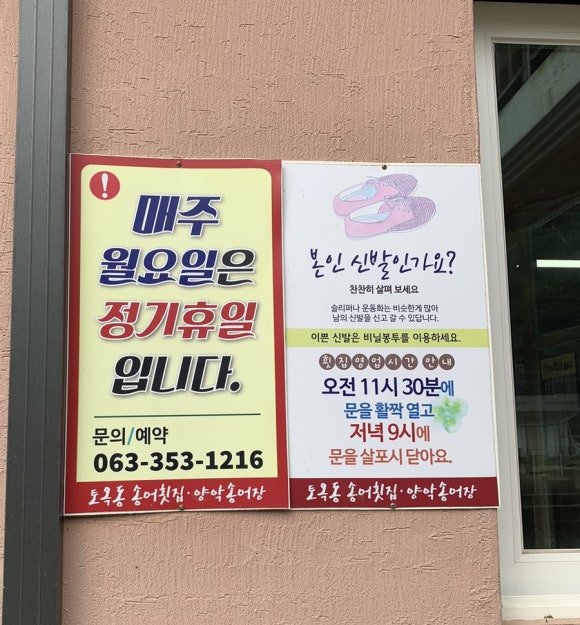 !
매주
월요일은
정기휴일
입니다.
문의/예약
063-353-1216
토옥동 송어횟집·양악송어장
본인 신발인가요?
찬찬히 살펴 보세요
슬리퍼나 운동화는 비슷한게 많아
남의 신발을 신고 갈 수 있답니다.
이쁜 신발은 비닐봉투를 이용하세요.
횟집영업시간안내
오전 11시 30분에
문을 활짝 열고
저녁 9시에
문을 살포시 닫아요.
토옥동 송어횟집·양악송어장